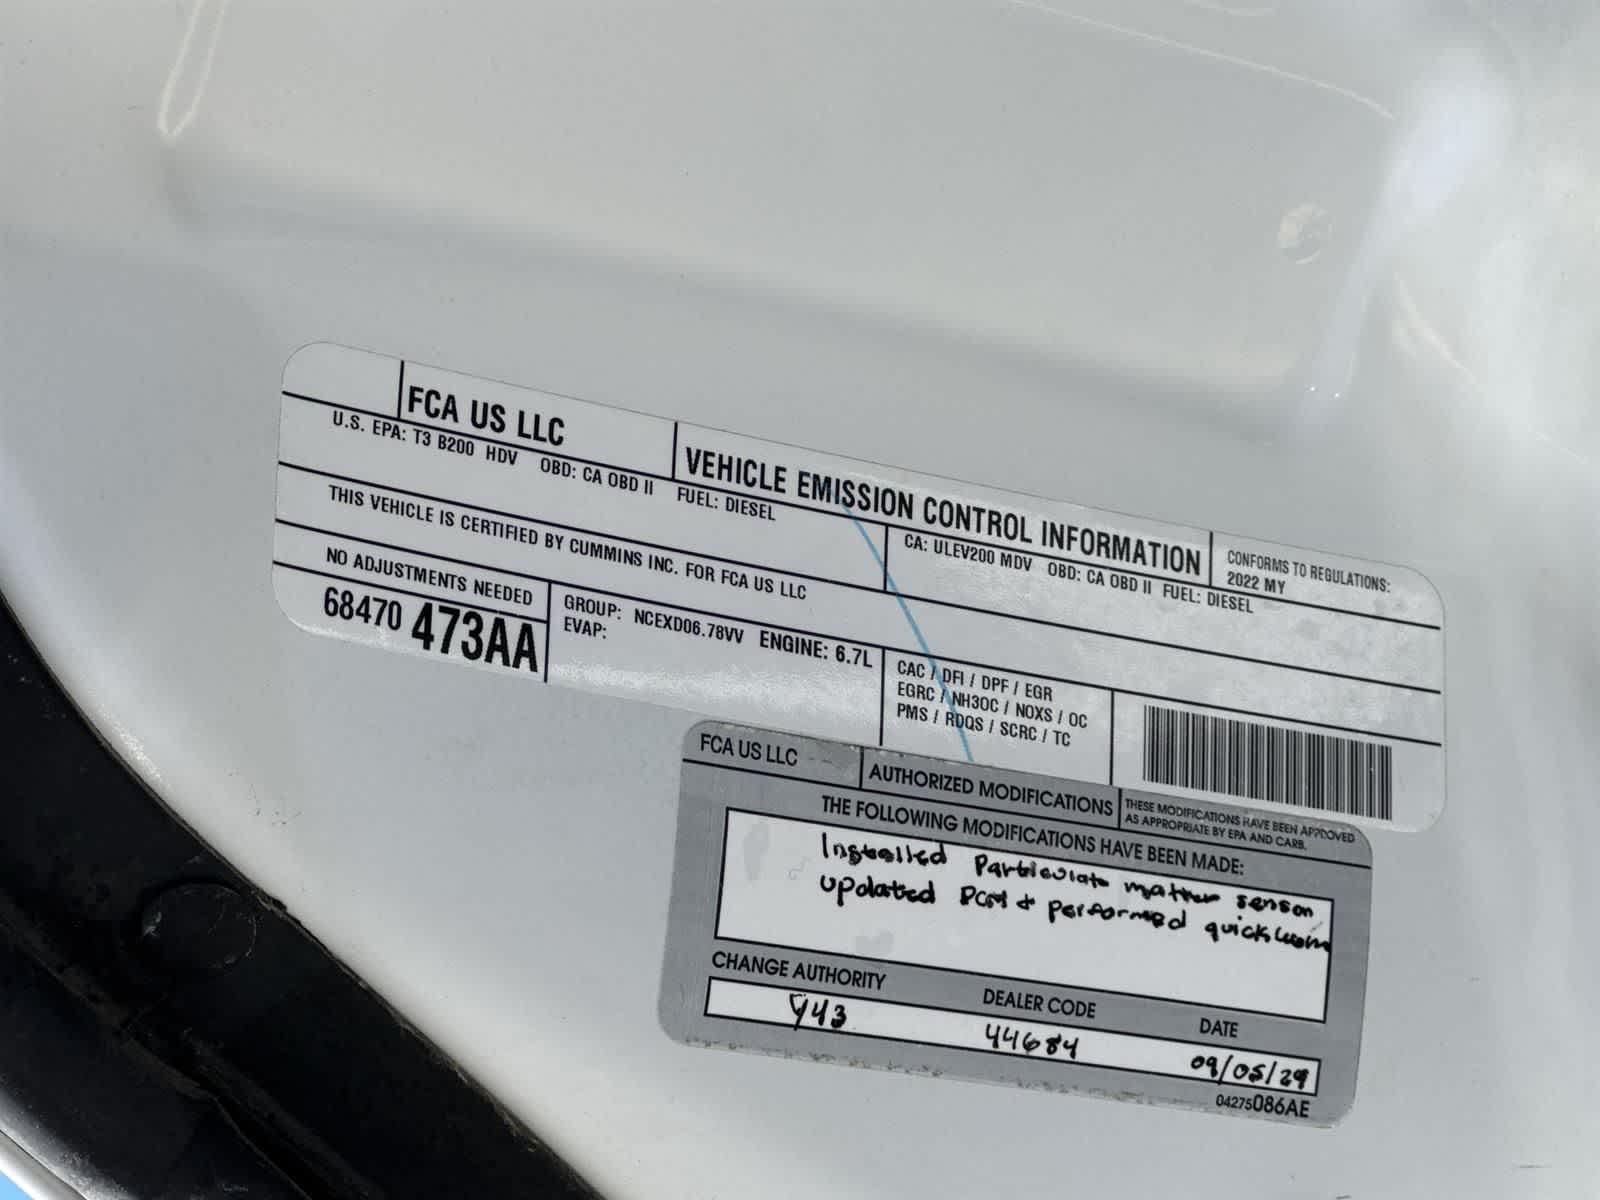 FCA US LLC
VEHICLE EMISSION CONTROL INFORMATION
CONFORMS TO REGULATIONS:
2022 MY
U.S. EPA: T3 B200 HDV OBD: CA OBD II FUEL: DIESEL
CA: ULEV200 MDV OBD: CA OBD II FUEL: DIESEL
THIS VEHICLE IS CERTIFIED BY CUMMINS INC. FOR FCA US LLC
NO ADJUSTMENTS NEEDED
68470 473AA
GROUP: NCEXD06.78VV ENGINE: 6.7L
EVAP:
CAC / DFI / DPF / EGR
EGRC / NH3OC / NOXS / OC
PMS / RDQS / SCRC / TC
FCA US LLC
AUTHORIZED MODIFICATIONS
THESE MODIFICATIONS HAVE BEEN APPROVED
AS APPROPRIATE BY EPA AND CARB.
THE FOLLOWING MODIFICATIONS HAVE BEEN MADE:
Installed Particulate matter sensor
updated PCM & performed quicklearn
CHANGE AUTHORITY
DEALER CODE
DATE
Y43
44684
09/05/24
04275086AE